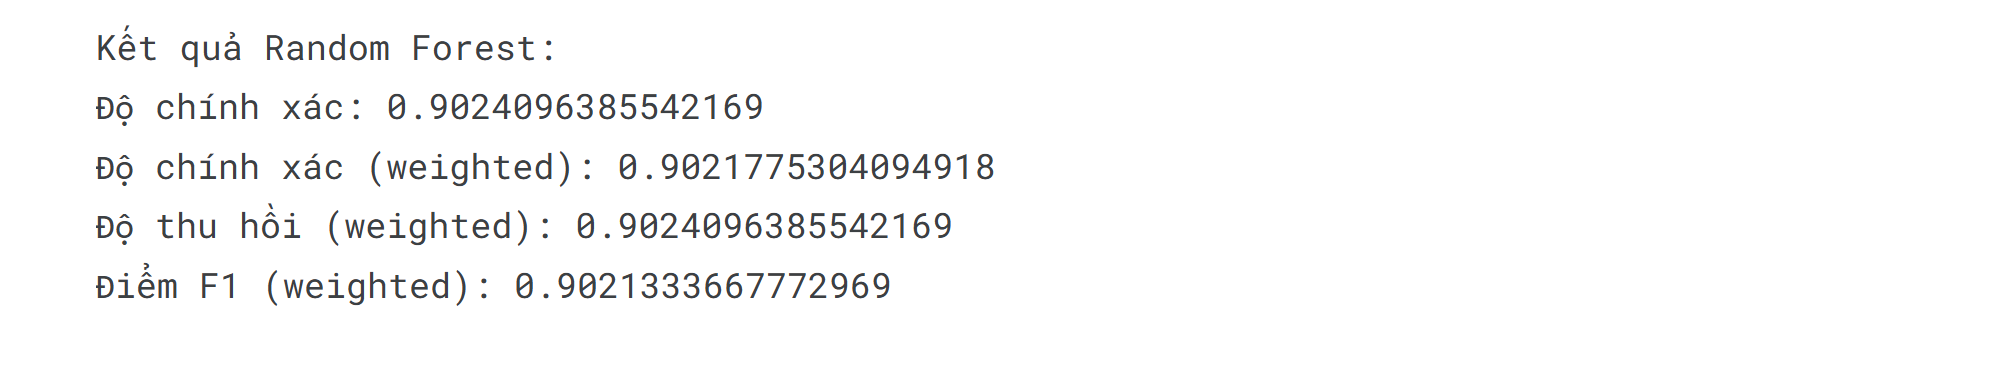 Kết quả Random Forest:
Độ chính xác: 0.9024096385542169
Độ chính xác (weighted): 0.9021775304094918
Độ thu hồi (weighted): 0.9024096385542169
Điểm F1 (weighted): 0.9021333667772969